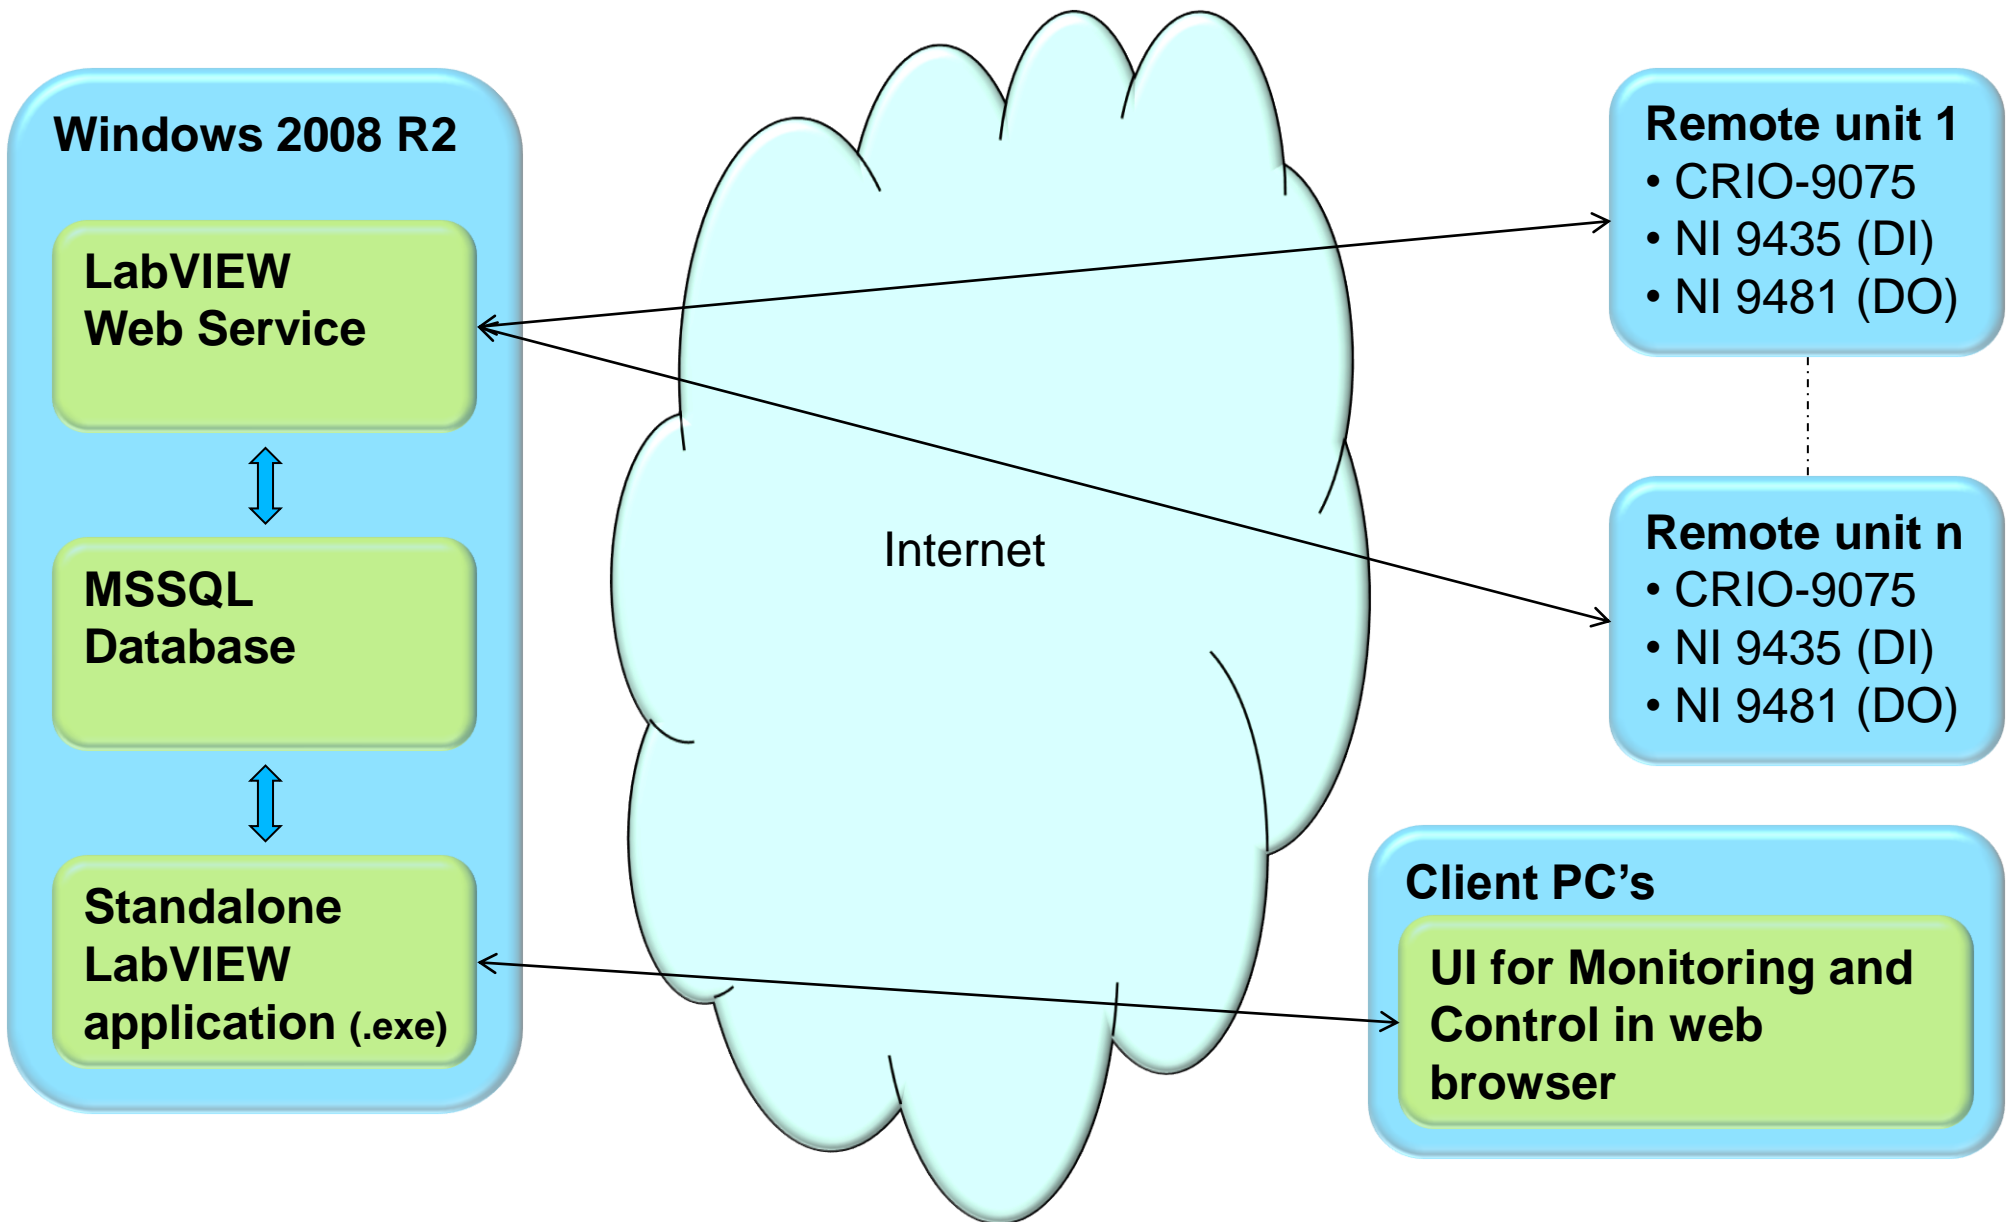 Windows 2008 R2
LabVIEW
Web Service
MSSQL
Database
Standalone
LabVIEW
application (.exe)
Internet
Remote unit 1
• CRIO-9075
• NI 9435 (DI)
• NI 9481 (DO)
Remote unit n
• CRIO-9075
• NI 9435 (DI)
• NI 9481 (DO)
Client PC’s
UI for Monitoring and
Control in web
browser